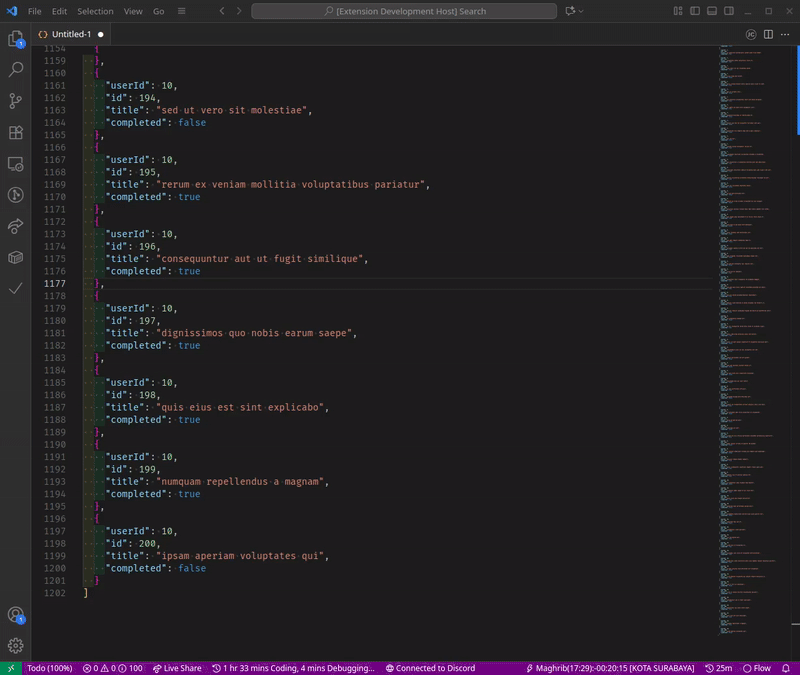 File Edit Selection View Go [Extension Development Host] Search
{} Untitled-1
1154 {
1159 },
1160 {
1161 "userId": 10,
1162 "id": 194,
1163 "title": "sed ut vero sit molestiae",
1164 "completed": false
1165 },
1166 {
1167 "userId": 10,
1168 "id": 195,
1169 "title": "rerum ex veniam mollitia voluptatibus pariatur",
1170 "completed": true
1171 },
1172 {
1173 "userId": 10,
1174 "id": 196,
1175 "title": "consequuntur aut ut fugit similique",
1176 "completed": true
1177 },
1178 {
1179 "userId": 10,
1180 "id": 197,
1181 "title": "dignissimos quo nobis earum saepe",
1182 "completed": true
1183 },
1184 {
1185 "userId": 10,
1186 "id": 198,
1187 "title": "quis eius est sint explicabo",
1188 "completed": true
1189 },
1190 {
1191 "userId": 10,
1192 "id": 199,
1193 "title": "numquam repellendus a magnam",
1194 "completed": true
1195 },
1196 {
1197 "userId": 10,
1198 "id": 200,
1199 "title": "ipsam aperiam voluptates qui",
1200 "completed": false
1201 }
1202 ]
Todo (100%) 0 0 100 Live Share 1 hr 33 mins Coding, 4 mins Debugging... Connected to Discord Maghrib(17:29)-00:20:15 [KOTA SURABAYA] 25m Flow